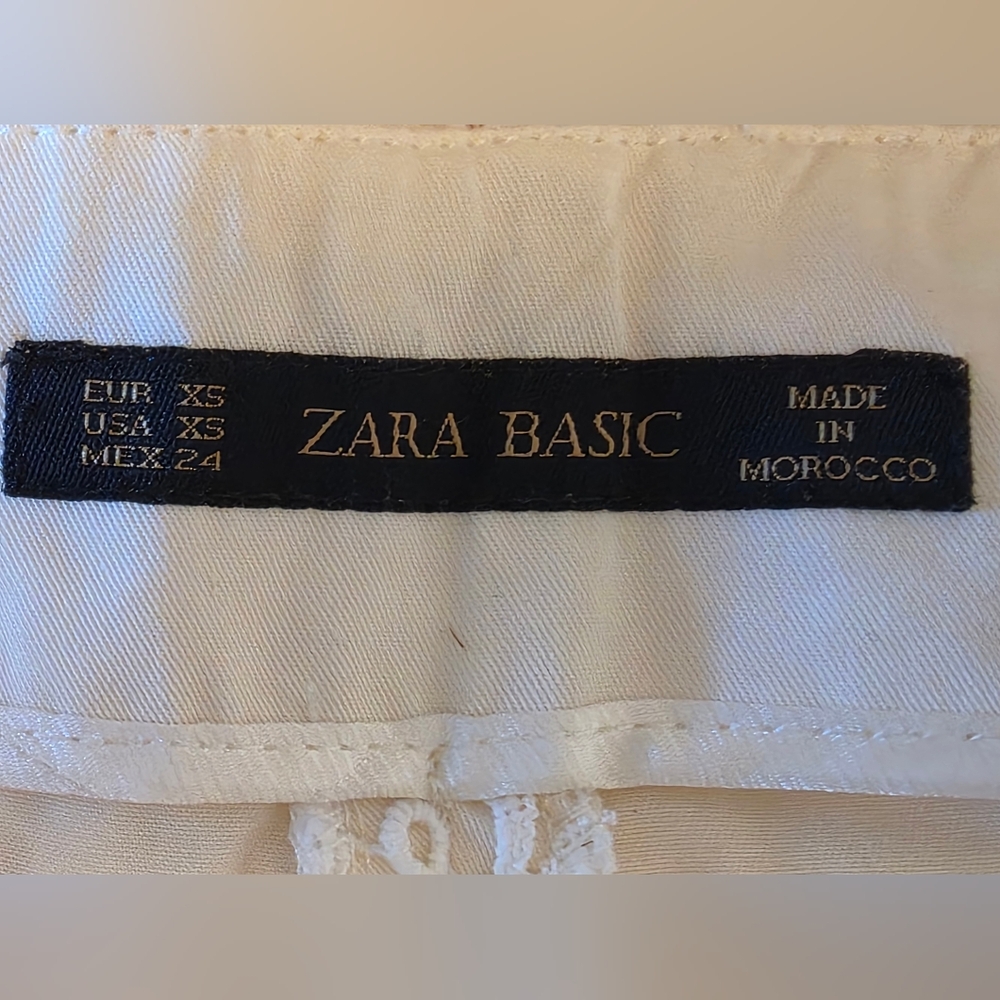 EUR XS
USA XS
MEX 24
ZARA BASIC
MADE
IN
MOROCCO